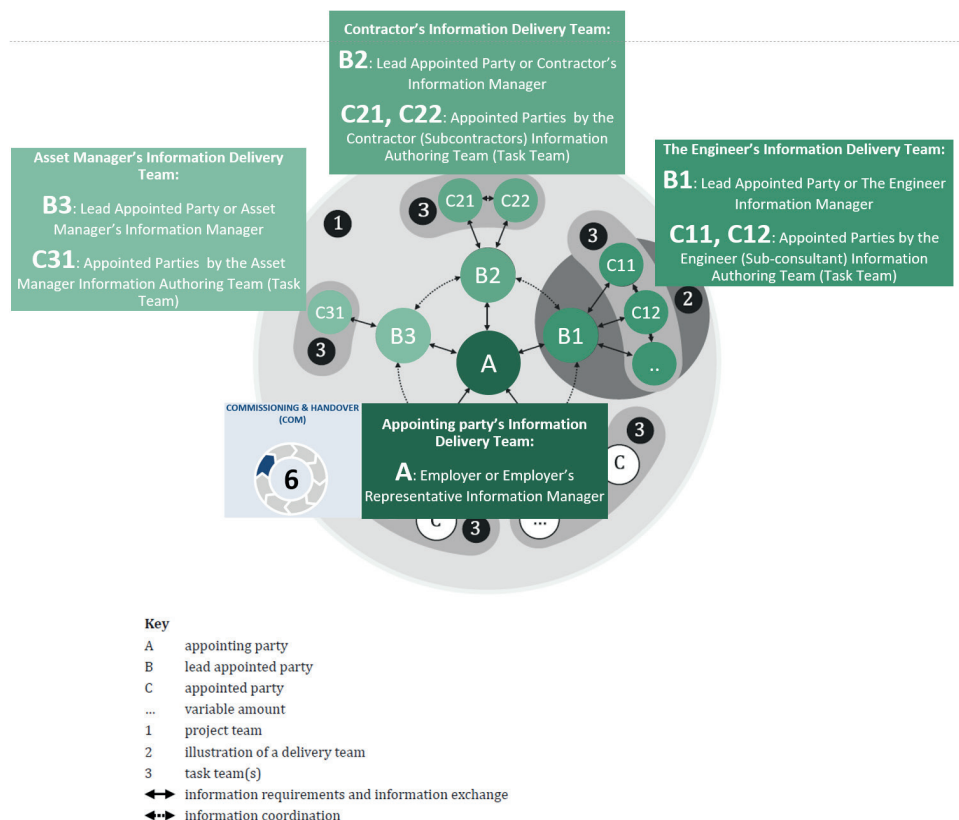 Contractor's Information Delivery Team:
B2: Lead Appointed Party or Contractor's
Information Manager
C21, C22: Appointed Parties by the
Contractor (Subcontractors) Information
Authoring Team (Task Team)
Asset Manager's Information Delivery
Team:
B3: Lead Appointed Party or Asset
Manager's Information Manager
C31: Appointed Parties by the Asset
Manager Information Authoring Team (Task
Team)
The Engineer's Information Delivery Team:
B1: Lead Appointed Party or The Engineer
Information Manager
C11, C12: Appointed Parties by the
Engineer (Sub-consultant) Information
Authoring Team (Task Team)
1
3
C21
C22
3
C11
2
B2
C31
C12
B3
B1
3
A
..
COMMISSIONING & HANDOVER
(COM)
6
Appointing party's Information
Delivery Team:
A: Employer or Employer's
Representative Information Manager
3
C
C
3
...
Key
A appointing party
B lead appointed party
C appointed party
... variable amount
1 project team
2 illustration of a delivery team
3 task team(s)
information requirements and information exchange
information coordination